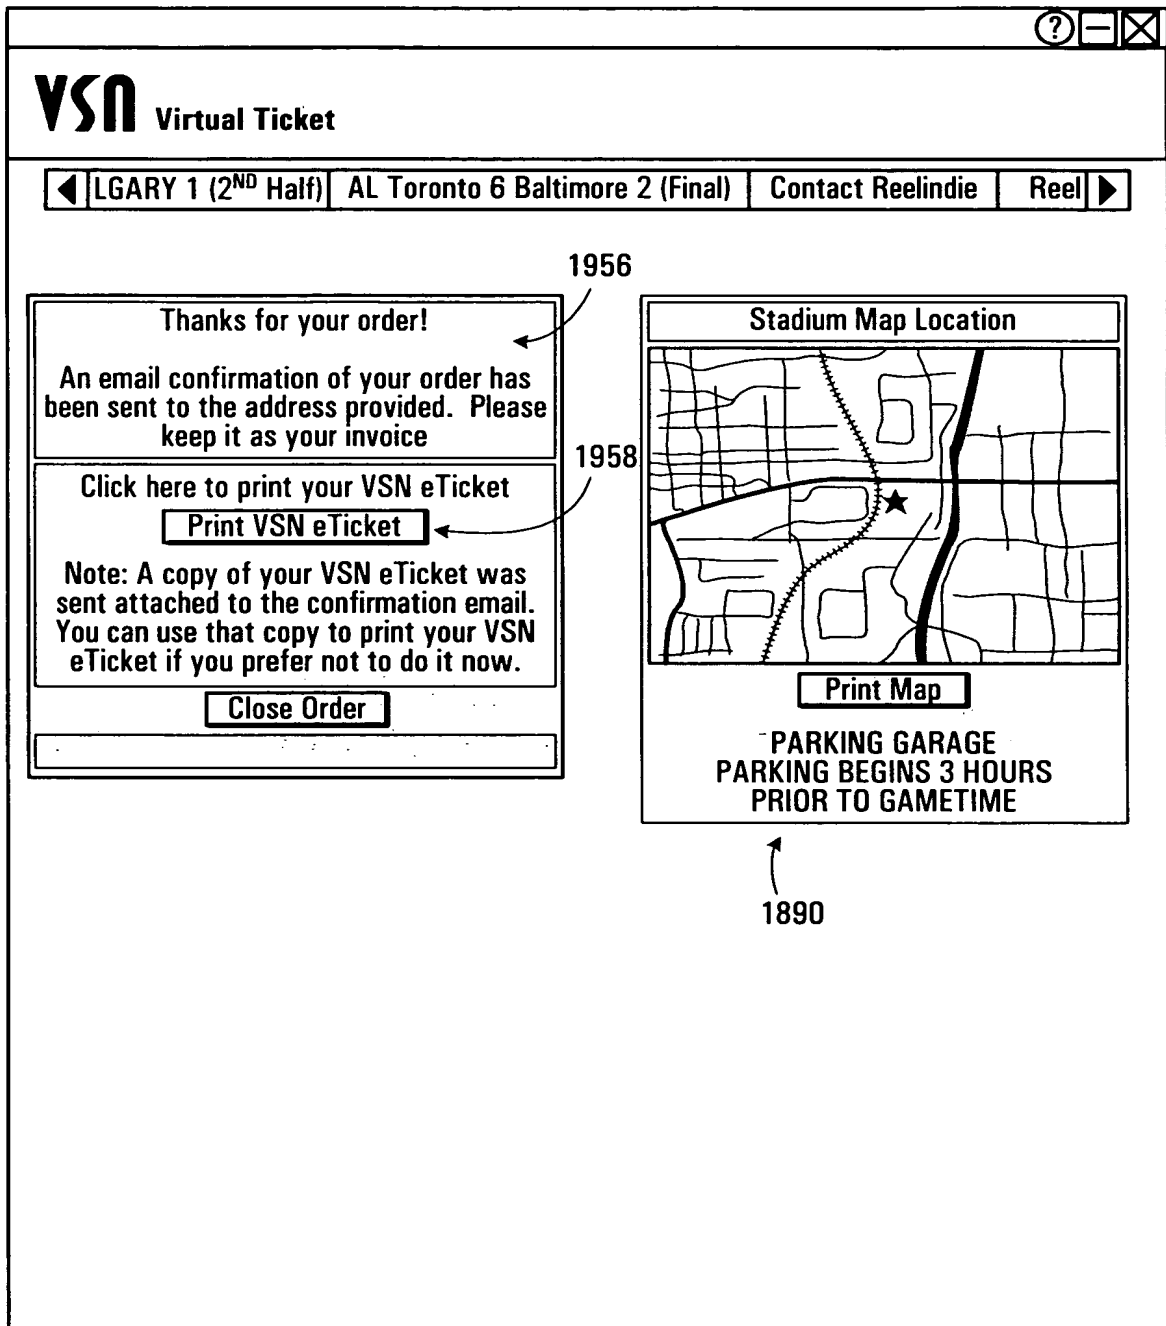 ?
VSN Virtual Ticket
LGARY 1 (2ND Half) AL Toronto 6 Baltimore 2 (Final) Contact Reelindie Reel
1956
Thanks for your order!
An email confirmation of your order has
been sent to the address provided. Please
keep it as your invoice
1958
Click here to print your VSN eTicket
Print VSN eTicket
Note: A copy of your VSN eTicket was
sent attached to the confirmation email.
You can use that copy to print your VSN
eTicket if you prefer not to do it now.
Close Order
Stadium Map Location
Print Map
PARKING GARAGE
PARKING BEGINS 3 HOURS
PRIOR TO GAMETIME
1890